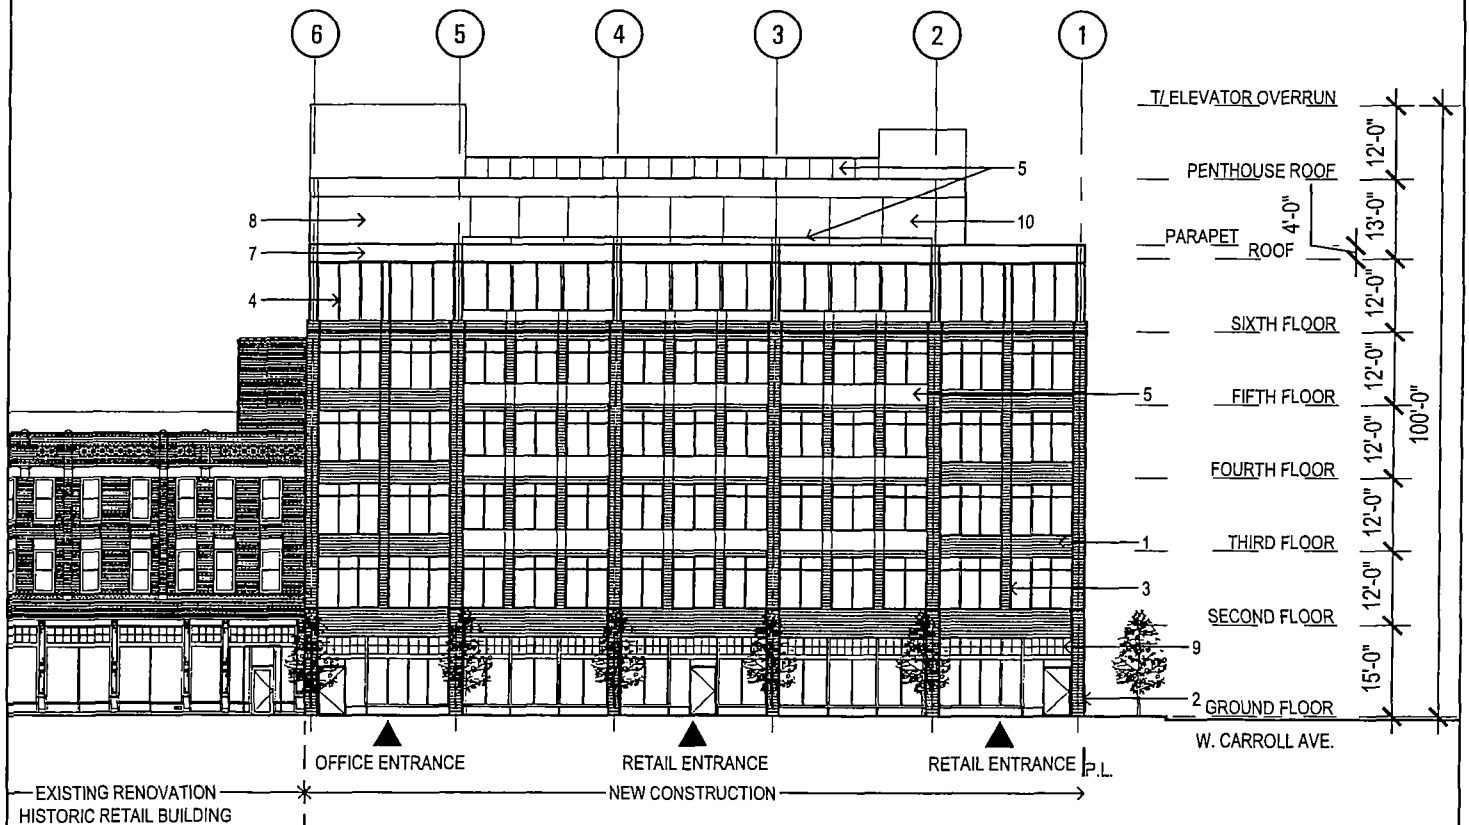 6 5 4 3 2 1
T/ ELEVATOR OVERRUN
12'-0"
PENTHOUSE ROOF
5
8
10
4'-0"
13'-0"
PARAPET
ROOF
7
4
12'-0"
SIXTH FLOOR
12'-0"
5
FIFTH FLOOR
100'-0"
12'-0"
FOURTH FLOOR
12'-0"
1
THIRD FLOOR
3
12'-0"
SECOND FLOOR
9
15'-0"
2
GROUND FLOOR
W. CARROLL AVE.
OFFICE ENTRANCE
RETAIL ENTRANCE
RETAIL ENTRANCE
P.L.
EXISTING RENOVATION
NEW CONSTRUCTION
HISTORIC RETAIL BUILDING